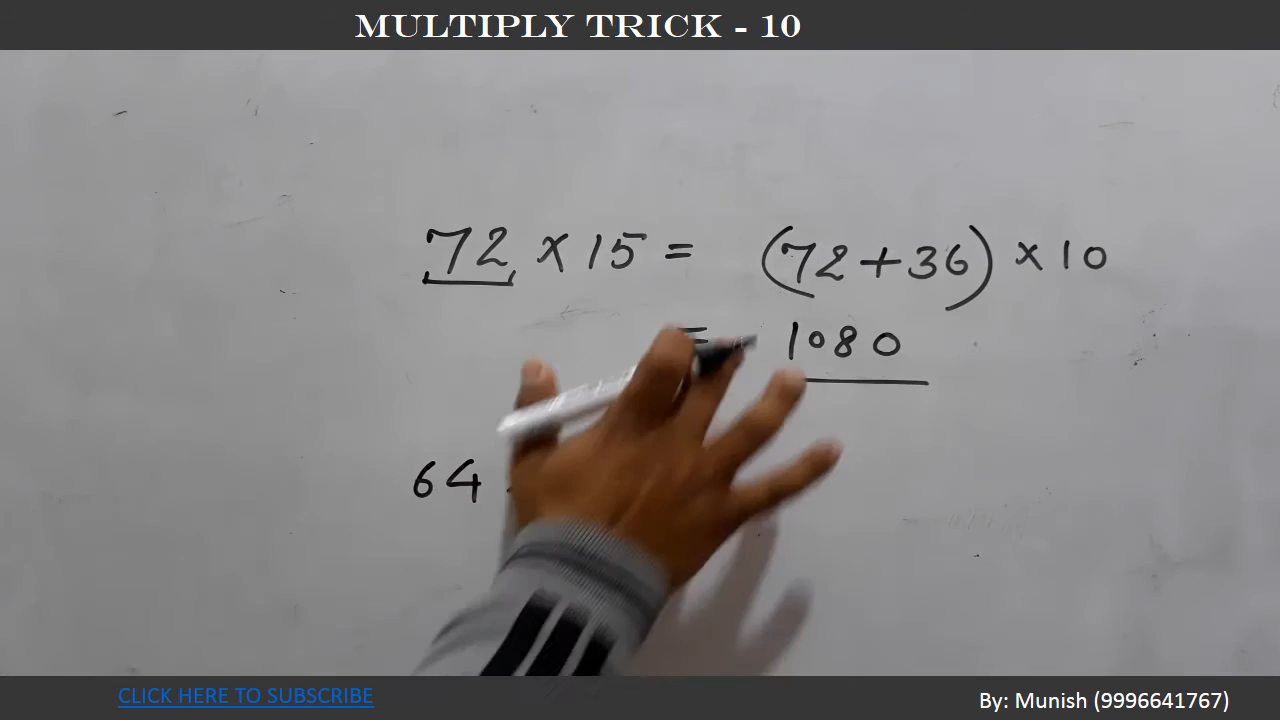 MULTIPLY TRICK - 10
72 × 15 = (72 + 36) × 10
= 1080
64
CLICK HERE TO SUBSCRIBE
By: Munish (9996641767)